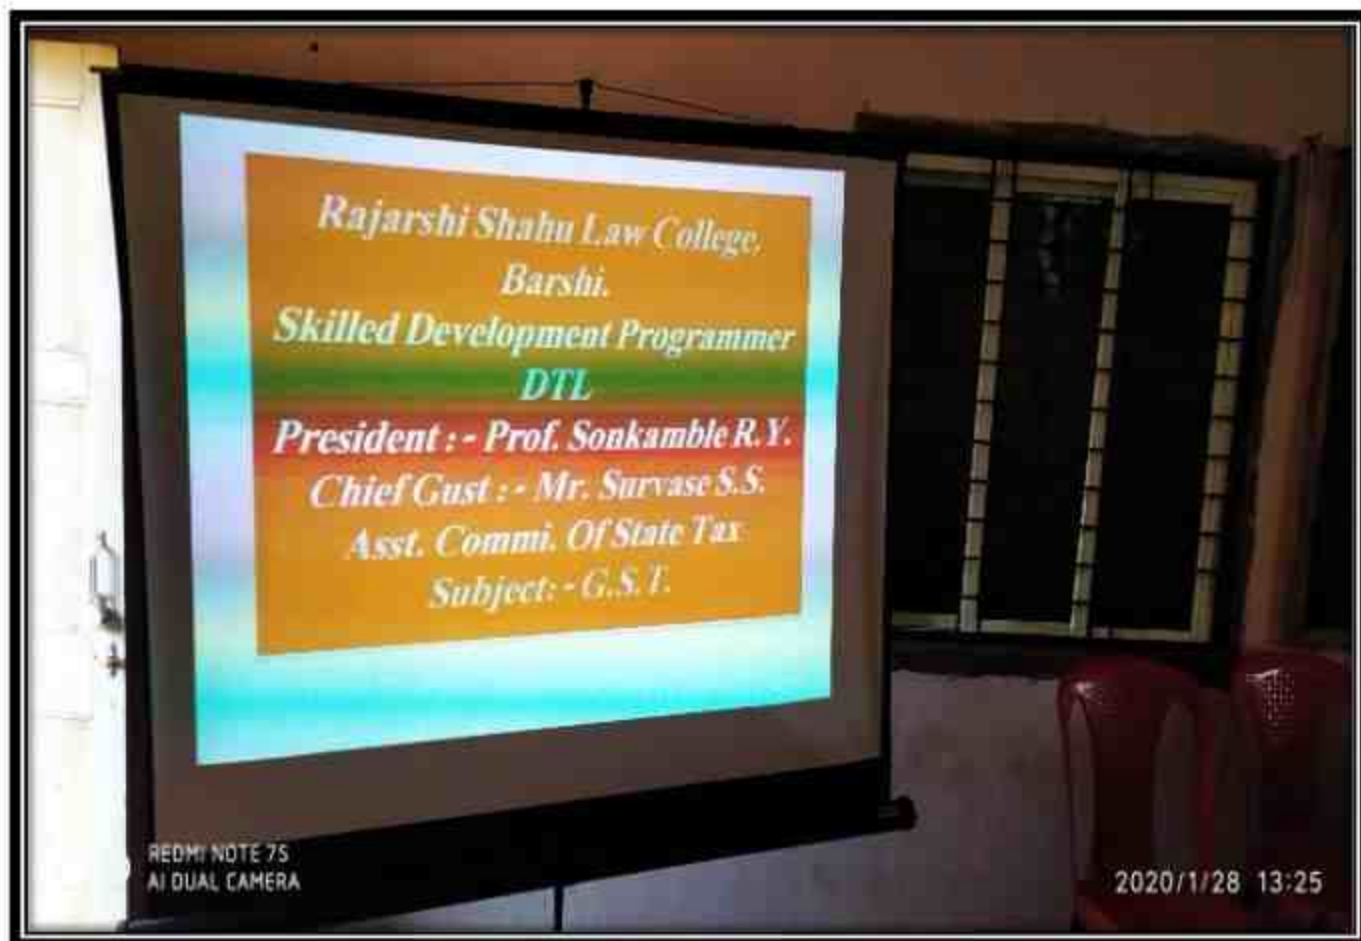 Rajarshi Shahu Law College,
Barshi.
Skilled Development Programmer
DTL
President : - Prof. Sonkamble R.Y.
Chief Gust : - Mr. Survase S.S.
Asst. Commi. Of State Tax
Subject: - G.S.T.
REDMI NOTE 7S
AI DUAL CAMERA
2020/1/28 13:25